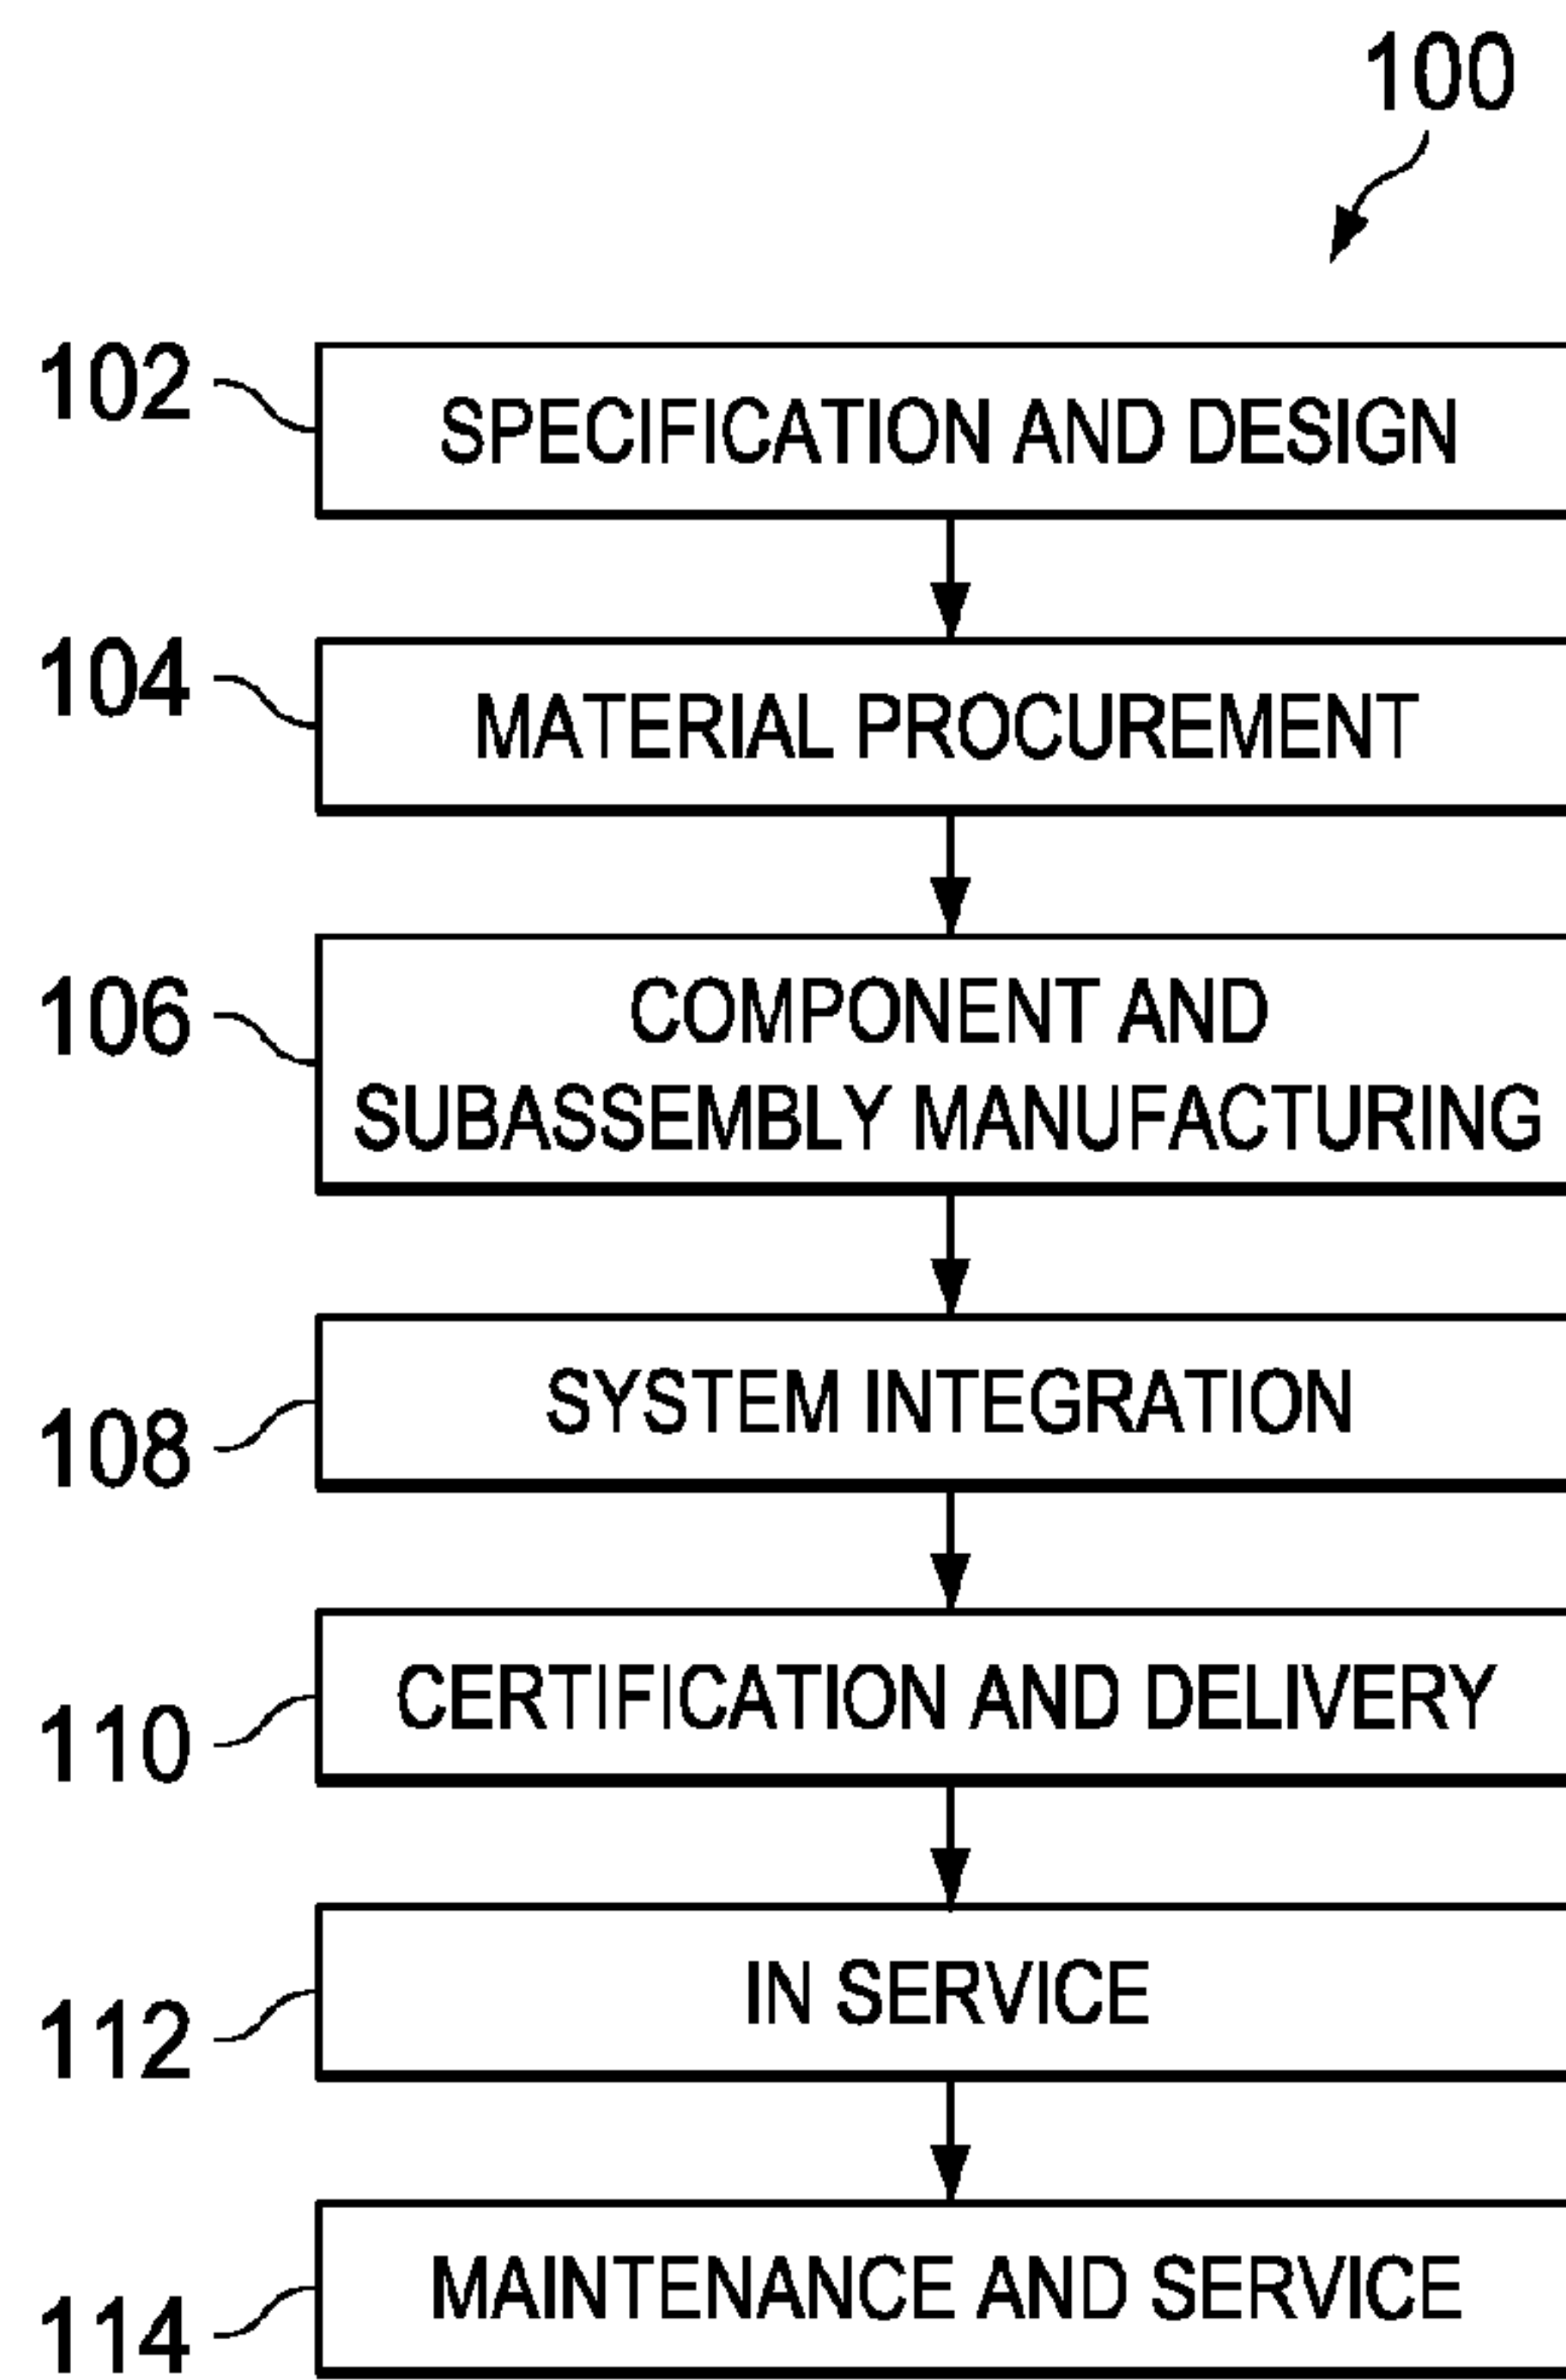 100
102
SPECIFICATION AND DESIGN
104
MATERIAL PROCUREMENT
106
COMPONENT AND
SUBASSEMBLY MANUFACTURING
108
SYSTEM INTEGRATION
110
CERTIFICATION AND DELIVERY
112
IN SERVICE
114
MAINTENANCE AND SERVICE